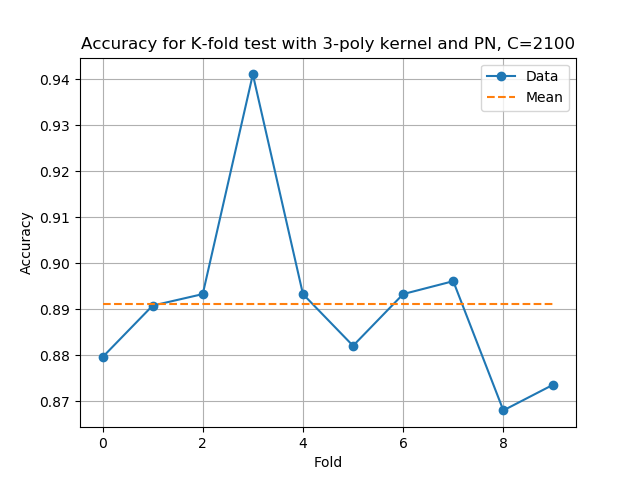 Accuracy for K-fold test with 3-poly kernel and PN, C=2100
Data
Mean
0.94
0.93
0.92
0.91
0.90
0.89
0.88
0.87
Accuracy
0
2
4
6
8
Fold